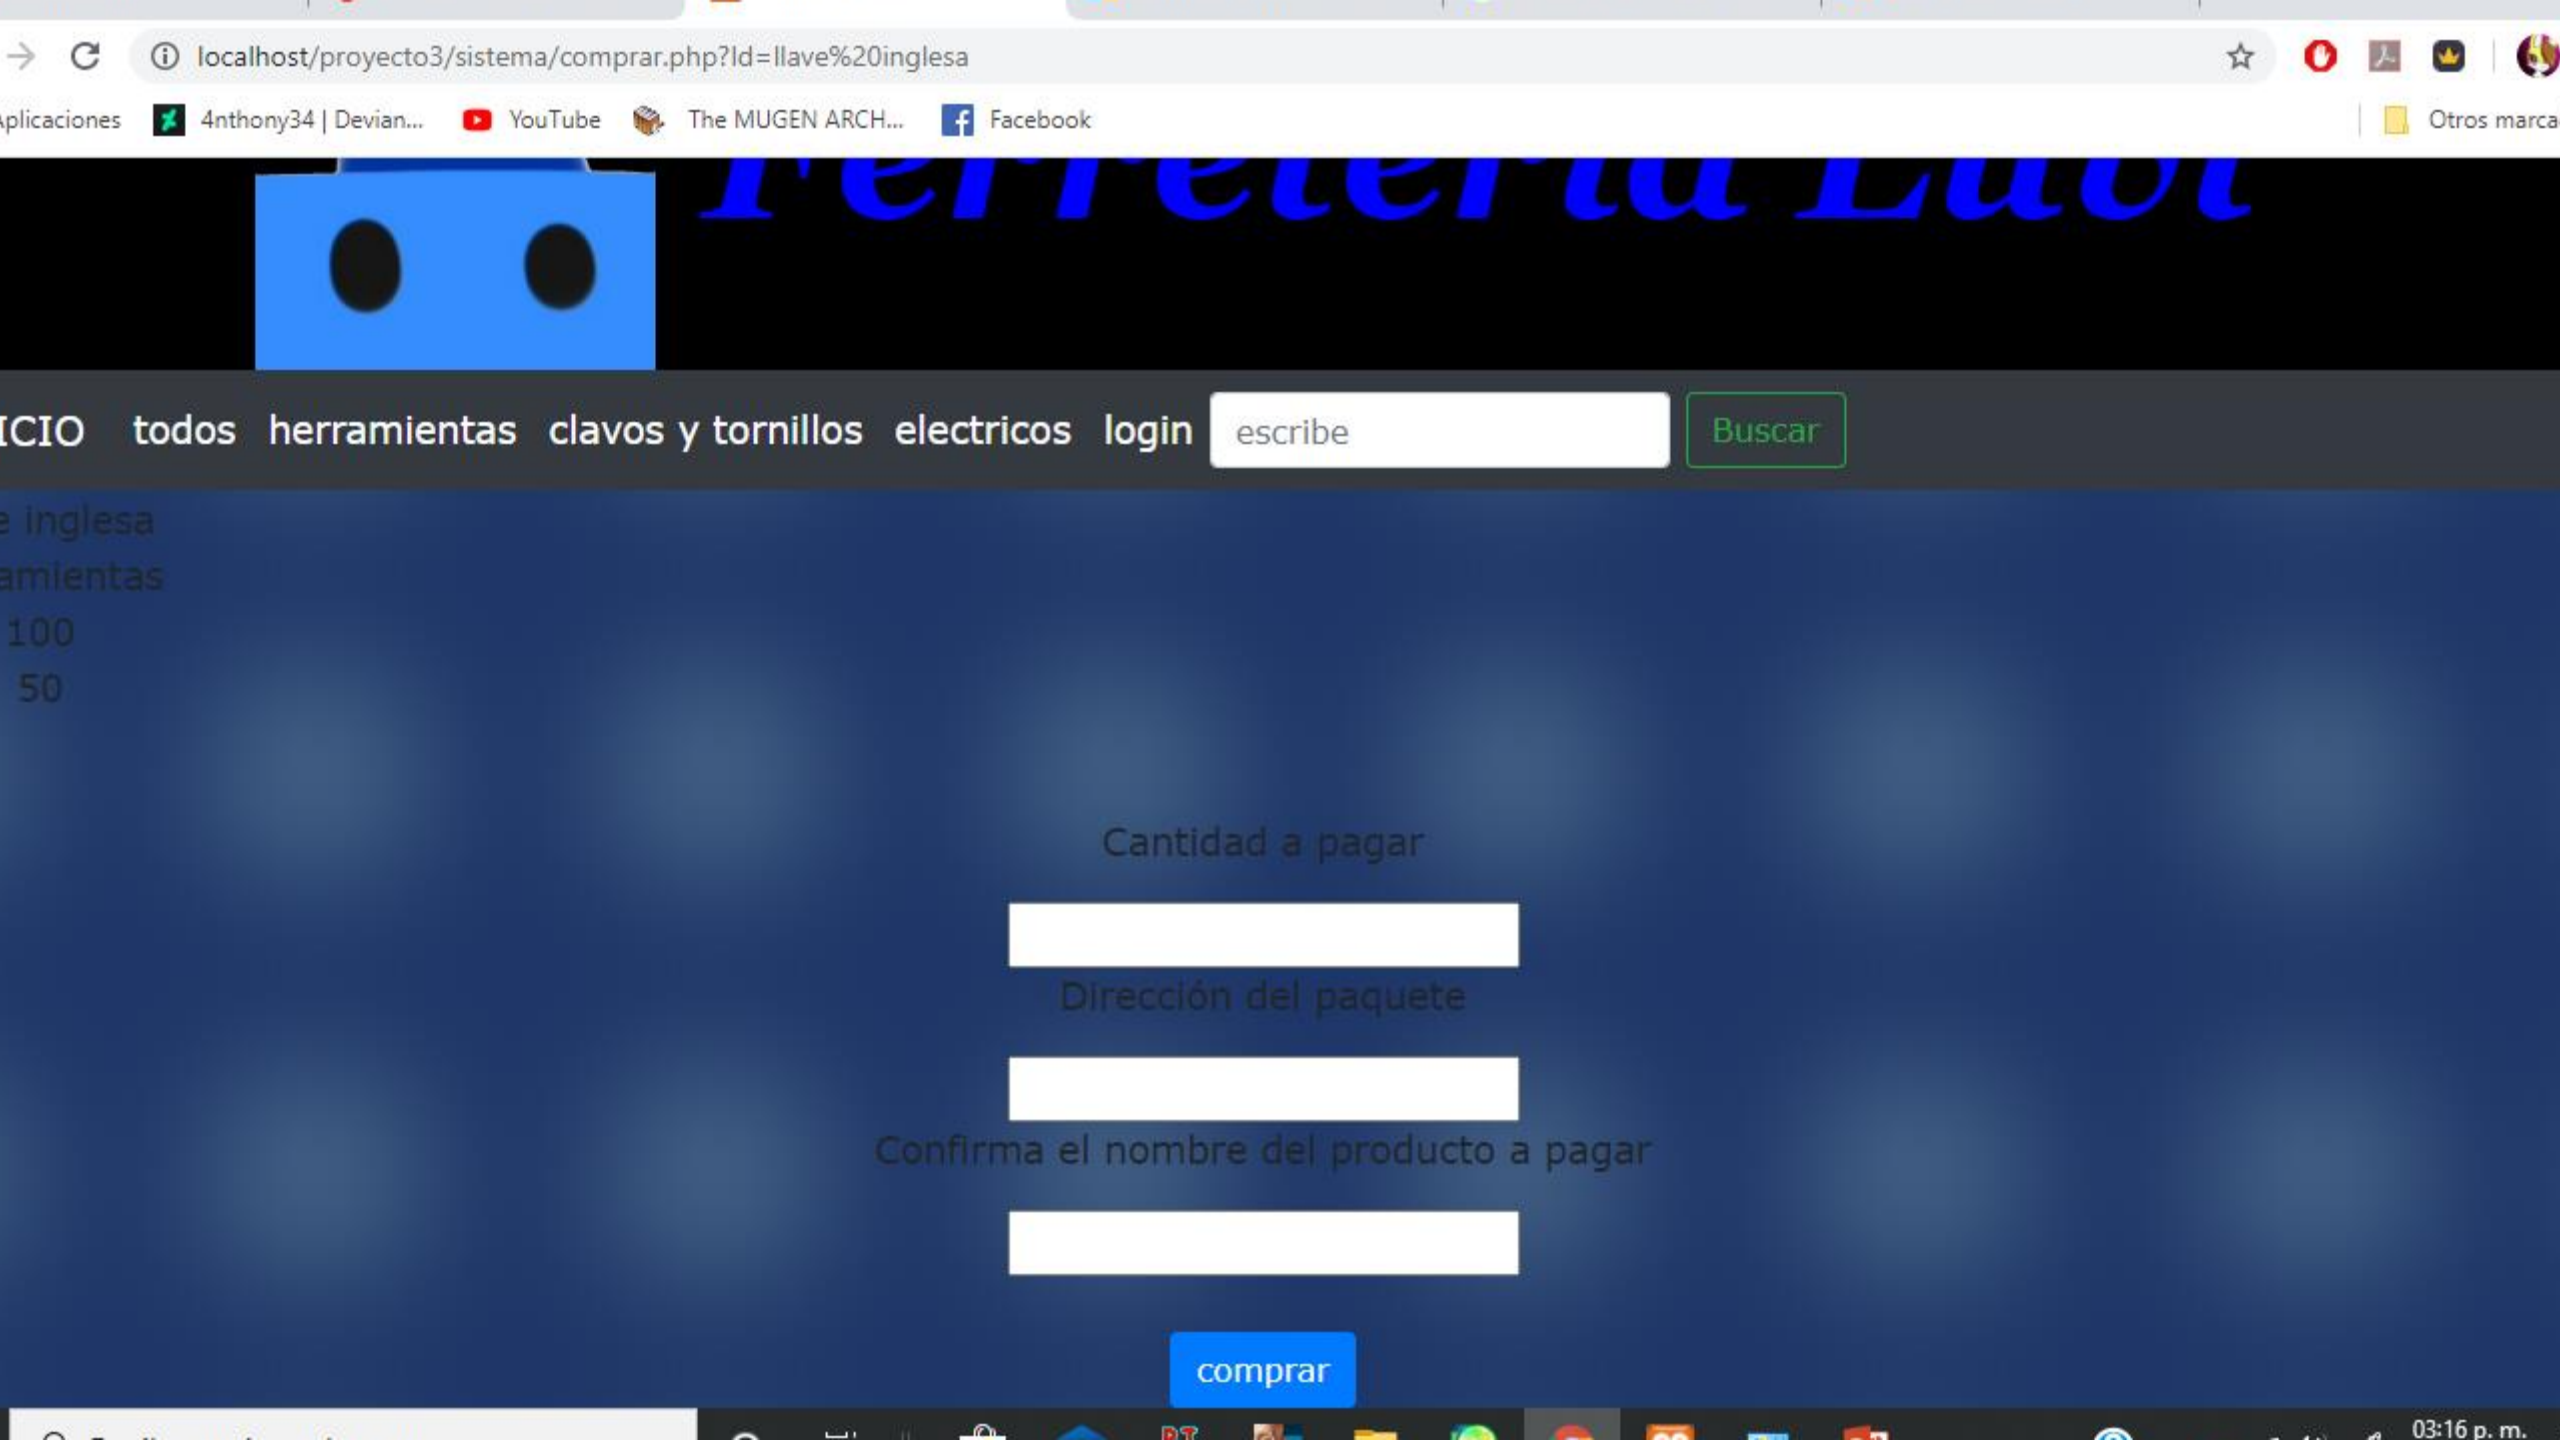 localhost/proyecto3/sistema/comprar.php?Id=llave%20inglesa
plicaciones 4nthony34 | Devian... YouTube The MUGEN ARCH... Facebook Otros marca
Ferretería Lubi
ICIO todos herramientas clavos y tornillos electricos login escribe Buscar
e inglesa
amientas
100
50
Cantidad a pagar
Dirección del paquete
Confirma el nombre del producto a pagar
comprar
03:16 p. m.